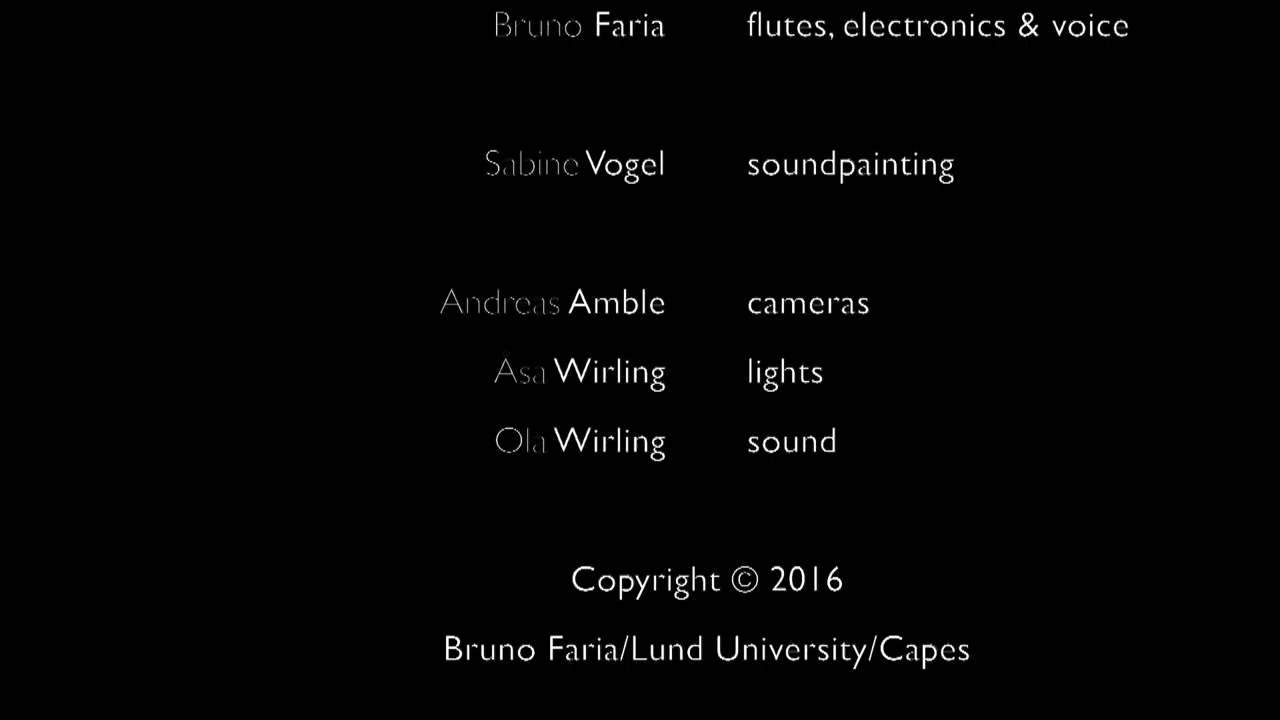 Bruno Faria flutes, electronics & voice
Sabine Vogel soundpainting
Andreas Amble cameras
Åsa Wirling lights
Ola Wirling sound
Copyright © 2016
Bruno Faria/Lund University/Capes